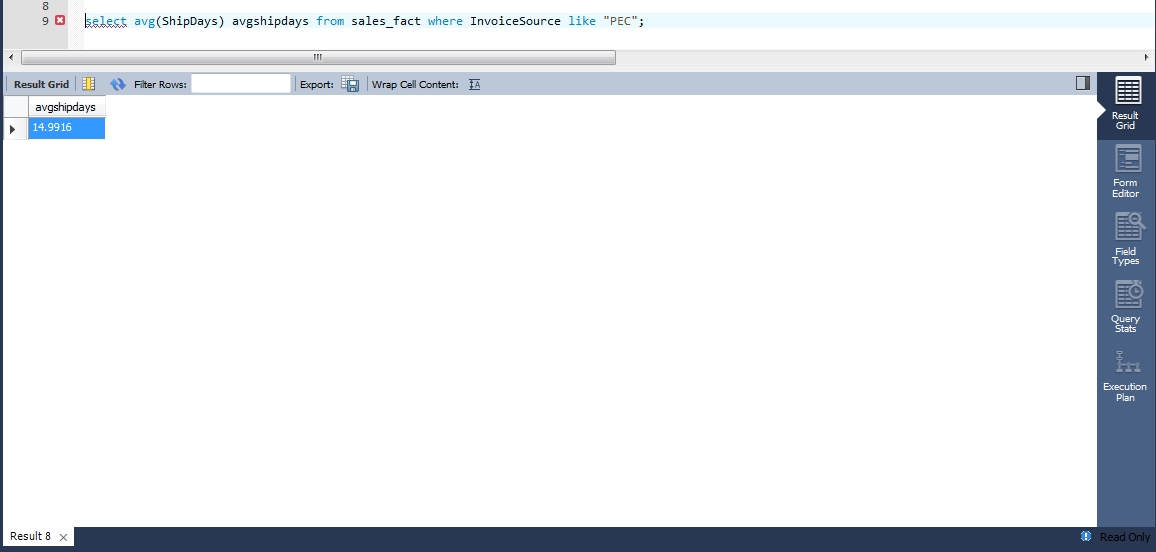 8
9 select avg(ShipDays) avgshipdays from sales_fact where InvoiceSource like "PEC";
Result Grid Filter Rows: Export: Wrap Cell Content:
avgshipdays
14.9916
Result
Grid
Form
Editor
Field
Types
Query
Stats
Execution
Plan
Result 8
Read Only